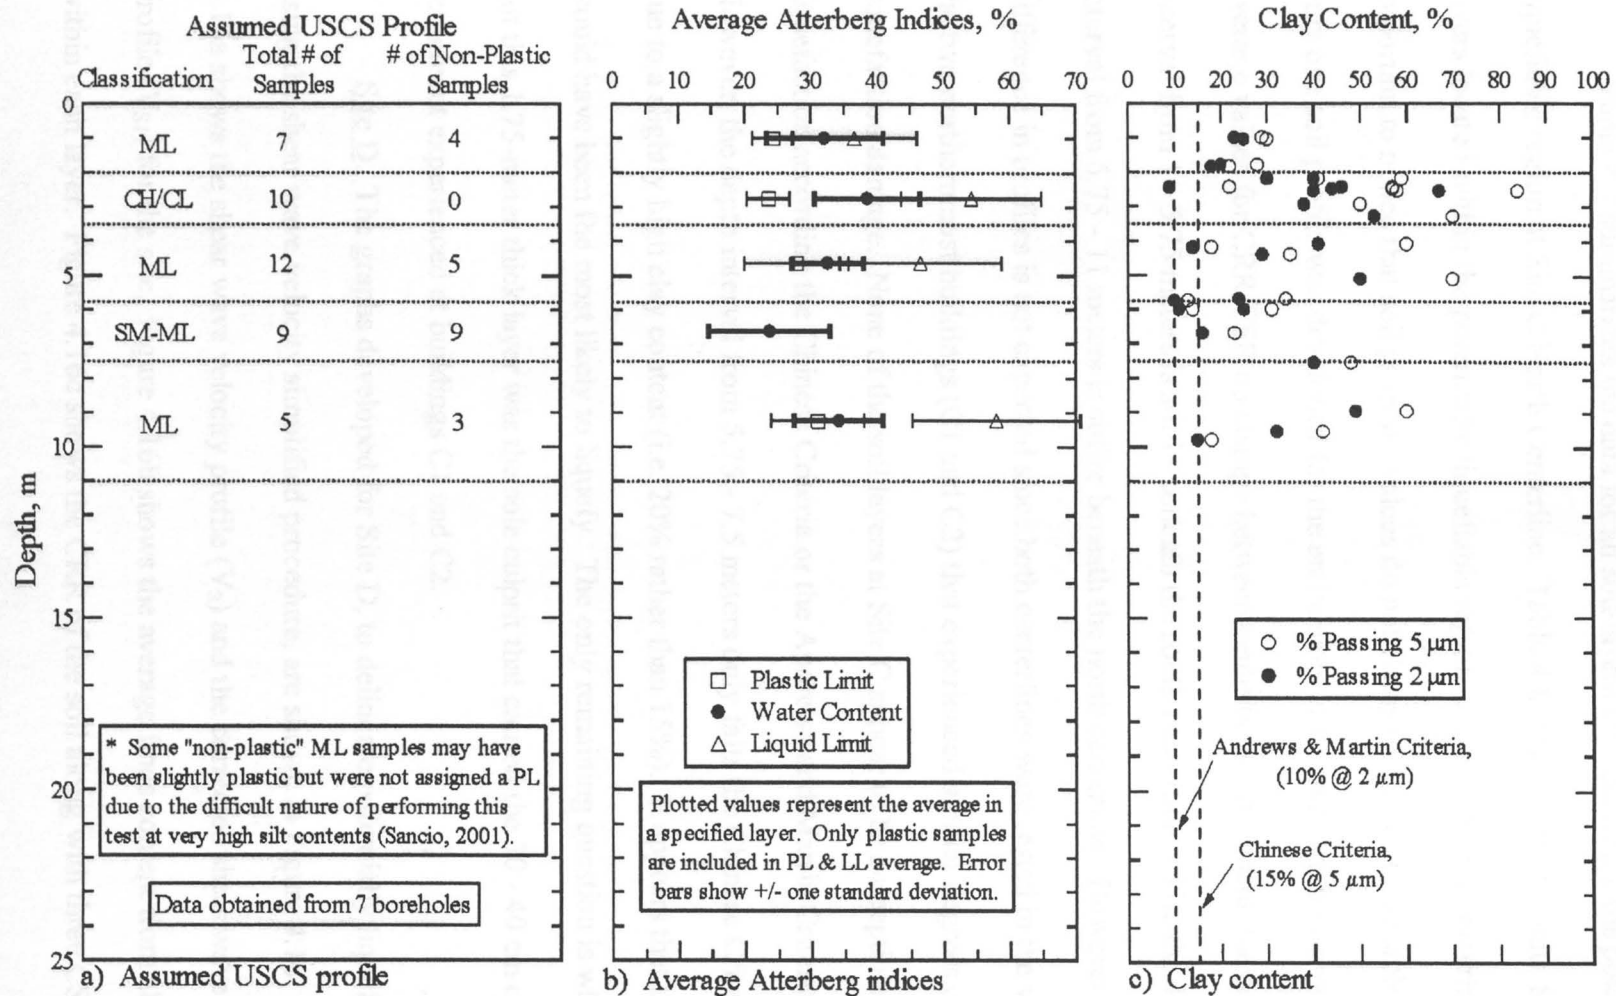 Assumed USCS Profile
Classification
Total # of
Samples
# of Non-Plastic
Samples
0
5
10
15
20
25
Depth, m
ML 7 4
CH/CL 10 0
ML 12 5
SM-ML 9 9
ML 5 3
* Some "non-plastic" ML samples may have
been slightly plastic but were not assigned a PL
due to the difficult nature of performing this
test at very high silt contents (Sancio, 2001).
Data obtained from 7 boreholes
a) Assumed USCS profile
Average Atterberg Indices, %
0 10 20 30 40 50 60 70
Plastic Limit
Water Content
Liquid Limit
Plotted values represent the average in
a specified layer. Only plastic samples
are included in PL & LL average. Error
bars show +/- one standard deviation.
b) Average Atterberg indices
Clay Content, %
0 10 20 30 40 50 60 70 80 90 100
% Passing 5 µm
% Passing 2 µm
Andrews & Martin Criteria,
(10% @ 2 µm)
Chinese Criteria,
(15% @ 5 µm)
c) Clay content